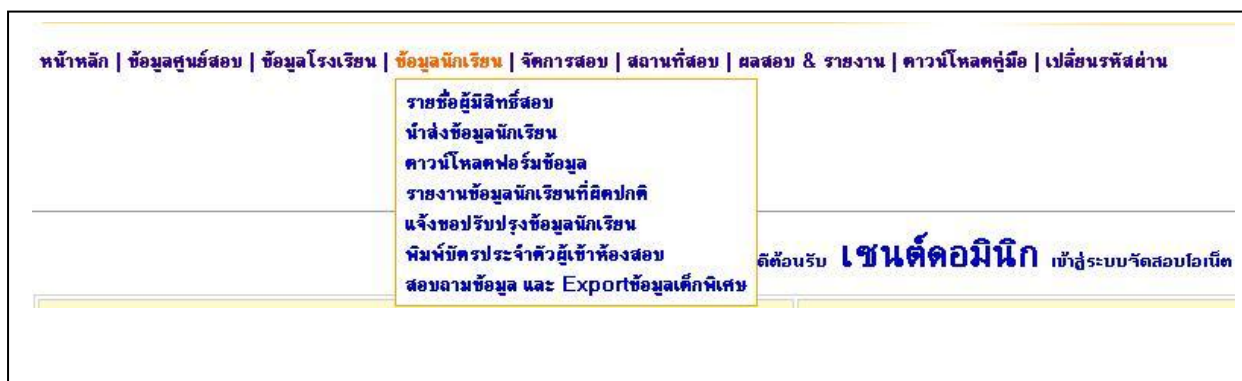 หน้าหลัก | ข้อมูลศูนย์สอบ | ข้อมูลโรงเรียน | ข้อมูลนักเรียน | จัดการสอบ | สถานที่สอบ | ผลสอบ & รายงาน | ดาวน์โหลดคู่มือ | เปลี่ยนรหัสผ่าน
รายชื่อผู้มีสิทธิ์สอบ
นำส่งข้อมูลนักเรียน
ดาวน์โหลดฟอร์มข้อมูล
รายงานข้อมูลนักเรียนที่ผิดปกติ
แจ้งขอปรับปรุงข้อมูลนักเรียน
พิมพ์บัตรประจำตัวผู้เข้าห้องสอบ
สอบถามข้อมูล และ Exportข้อมูลเด็กพิเศษ
ดีต้อนรับ เซนต์ดอมินิก เข้าสู่ระบบจัดสอบโอเน็ต